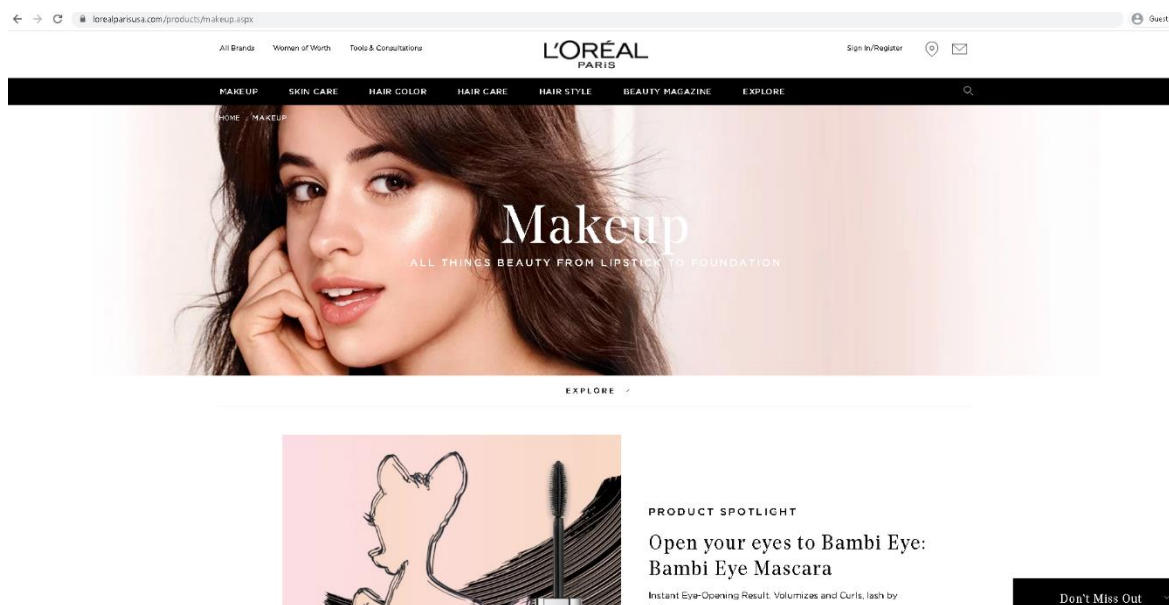 lorealparisusa.com/products/makeup.aspx
Guest
All Brands Women of Worth Tools & Consultations
L'ORÉAL
PARiS
Sign In/Register
MAKEUP SKIN CARE HAIR COLOR HAIR CARE HAIR STYLE BEAUTY MAGAZINE EXPLORE
HOME MAKEUP
Makeup
ALL THINGS BEAUTY FROM LIPSTICK TO FOUNDATION
EXPLORE
PRODUCT SPOTLIGHT
Open your eyes to Bambi Eye:
Bambi Eye Mascara
Instant Eye-Opening Result. Volumizes and Curls, lash by
Don't Miss Out